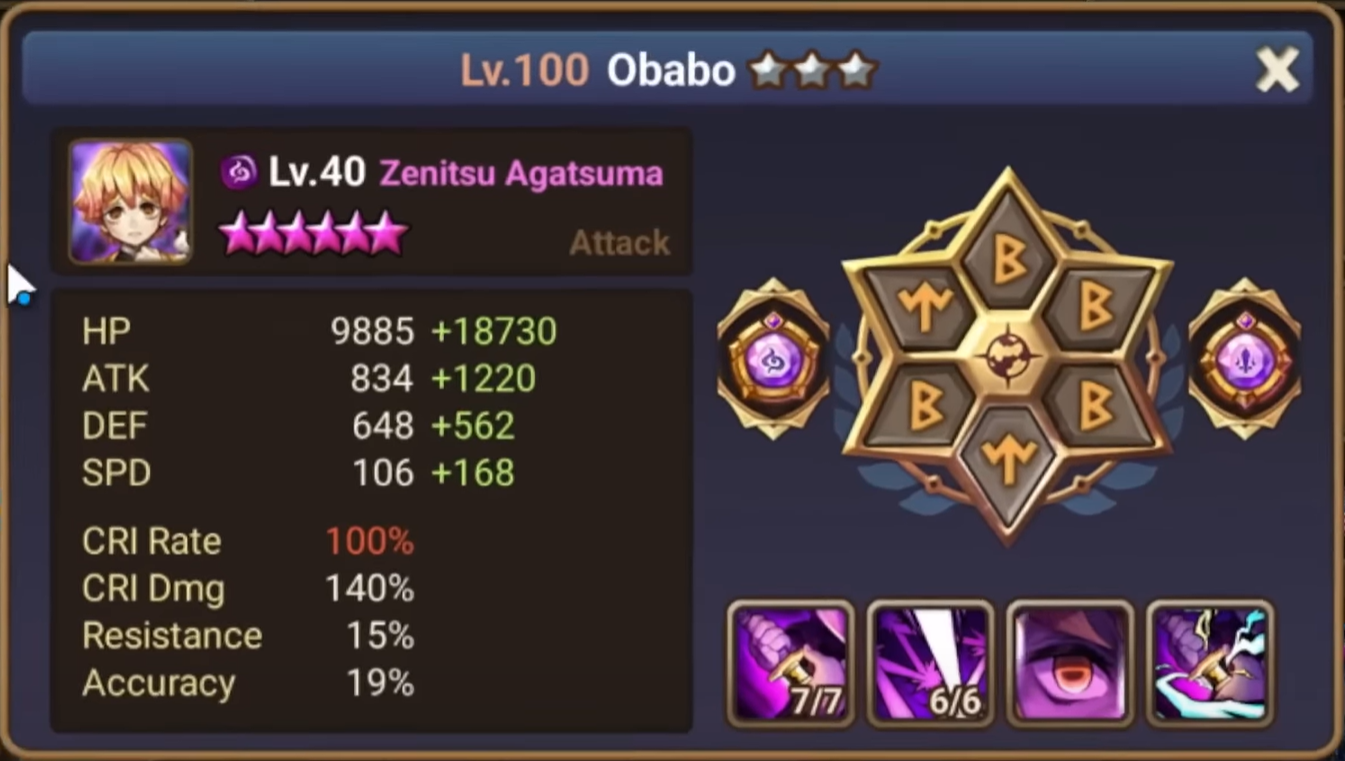 Lv.100 Obabo
Lv.40 Zenitsu Agatsuma
Attack
HP 9885 +18730
ATK 834 +1220
DEF 648 +562
SPD 106 +168
CRI Rate 100%
CRI Dmg 140%
Resistance 15%
Accuracy 19%
7/7 6/6